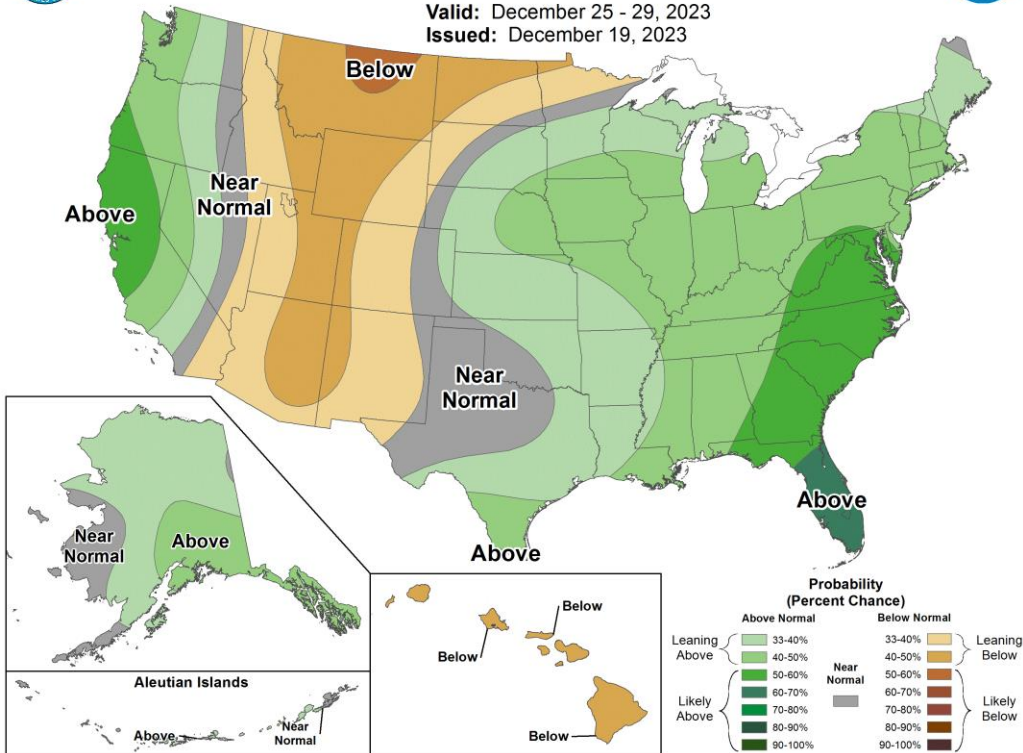 Valid: December 25 - 29, 2023
Issued: December 19, 2023
Below
Near
Normal
Above
Near
Normal
Above
Above
Near
Normal
Above
Below
Below
Below
Aleutian Islands
Above
Near
Normal
Probability
(Percent Chance)
Above Normal
Below Normal
Leaning
Above
33-40%
40-50%
Near
Normal
33-40%
40-50%
Leaning
Below
Likely
Above
50-60%
60-70%
70-80%
80-90%
90-100%
50-60%
60-70%
70-80%
80-90%
90-100%
Likely
Below